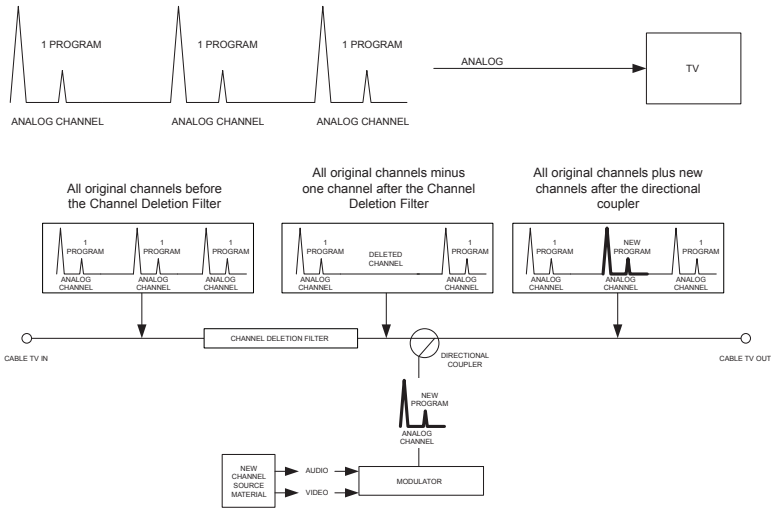 1 PROGRAM
1 PROGRAM
1 PROGRAM
ANALOG
TV
ANALOG CHANNEL
ANALOG CHANNEL
ANALOG CHANNEL
All original channels before
the Channel Deletion Filter
All original channels minus
one channel after the Channel
Deletion Filter
All original channels plus new
channels after the directional
coupler
1
PROGRAM
1
PROGRAM
1
PROGRAM
ANALOG
CHANNEL
ANALOG
CHANNEL
ANALOG
CHANNEL
1
PROGRAM
DELETED
CHANNEL
1
PROGRAM
ANALOG
CHANNEL
ANALOG
CHANNEL
1
PROGRAM
NEW
PROGRAM
1
PROGRAM
ANALOG
CHANNEL
ANALOG
CHANNEL
ANALOG
CHANNEL
CABLE TV IN
CHANNEL DELETION FILTER
DIRECTIONAL
COUPLER
CABLE TV OUT
NEW
PROGRAM
ANALOG
CHANNEL
NEW
CHANNEL
SOURCE
MATERIAL
AUDIO
VIDEO
MODULATOR